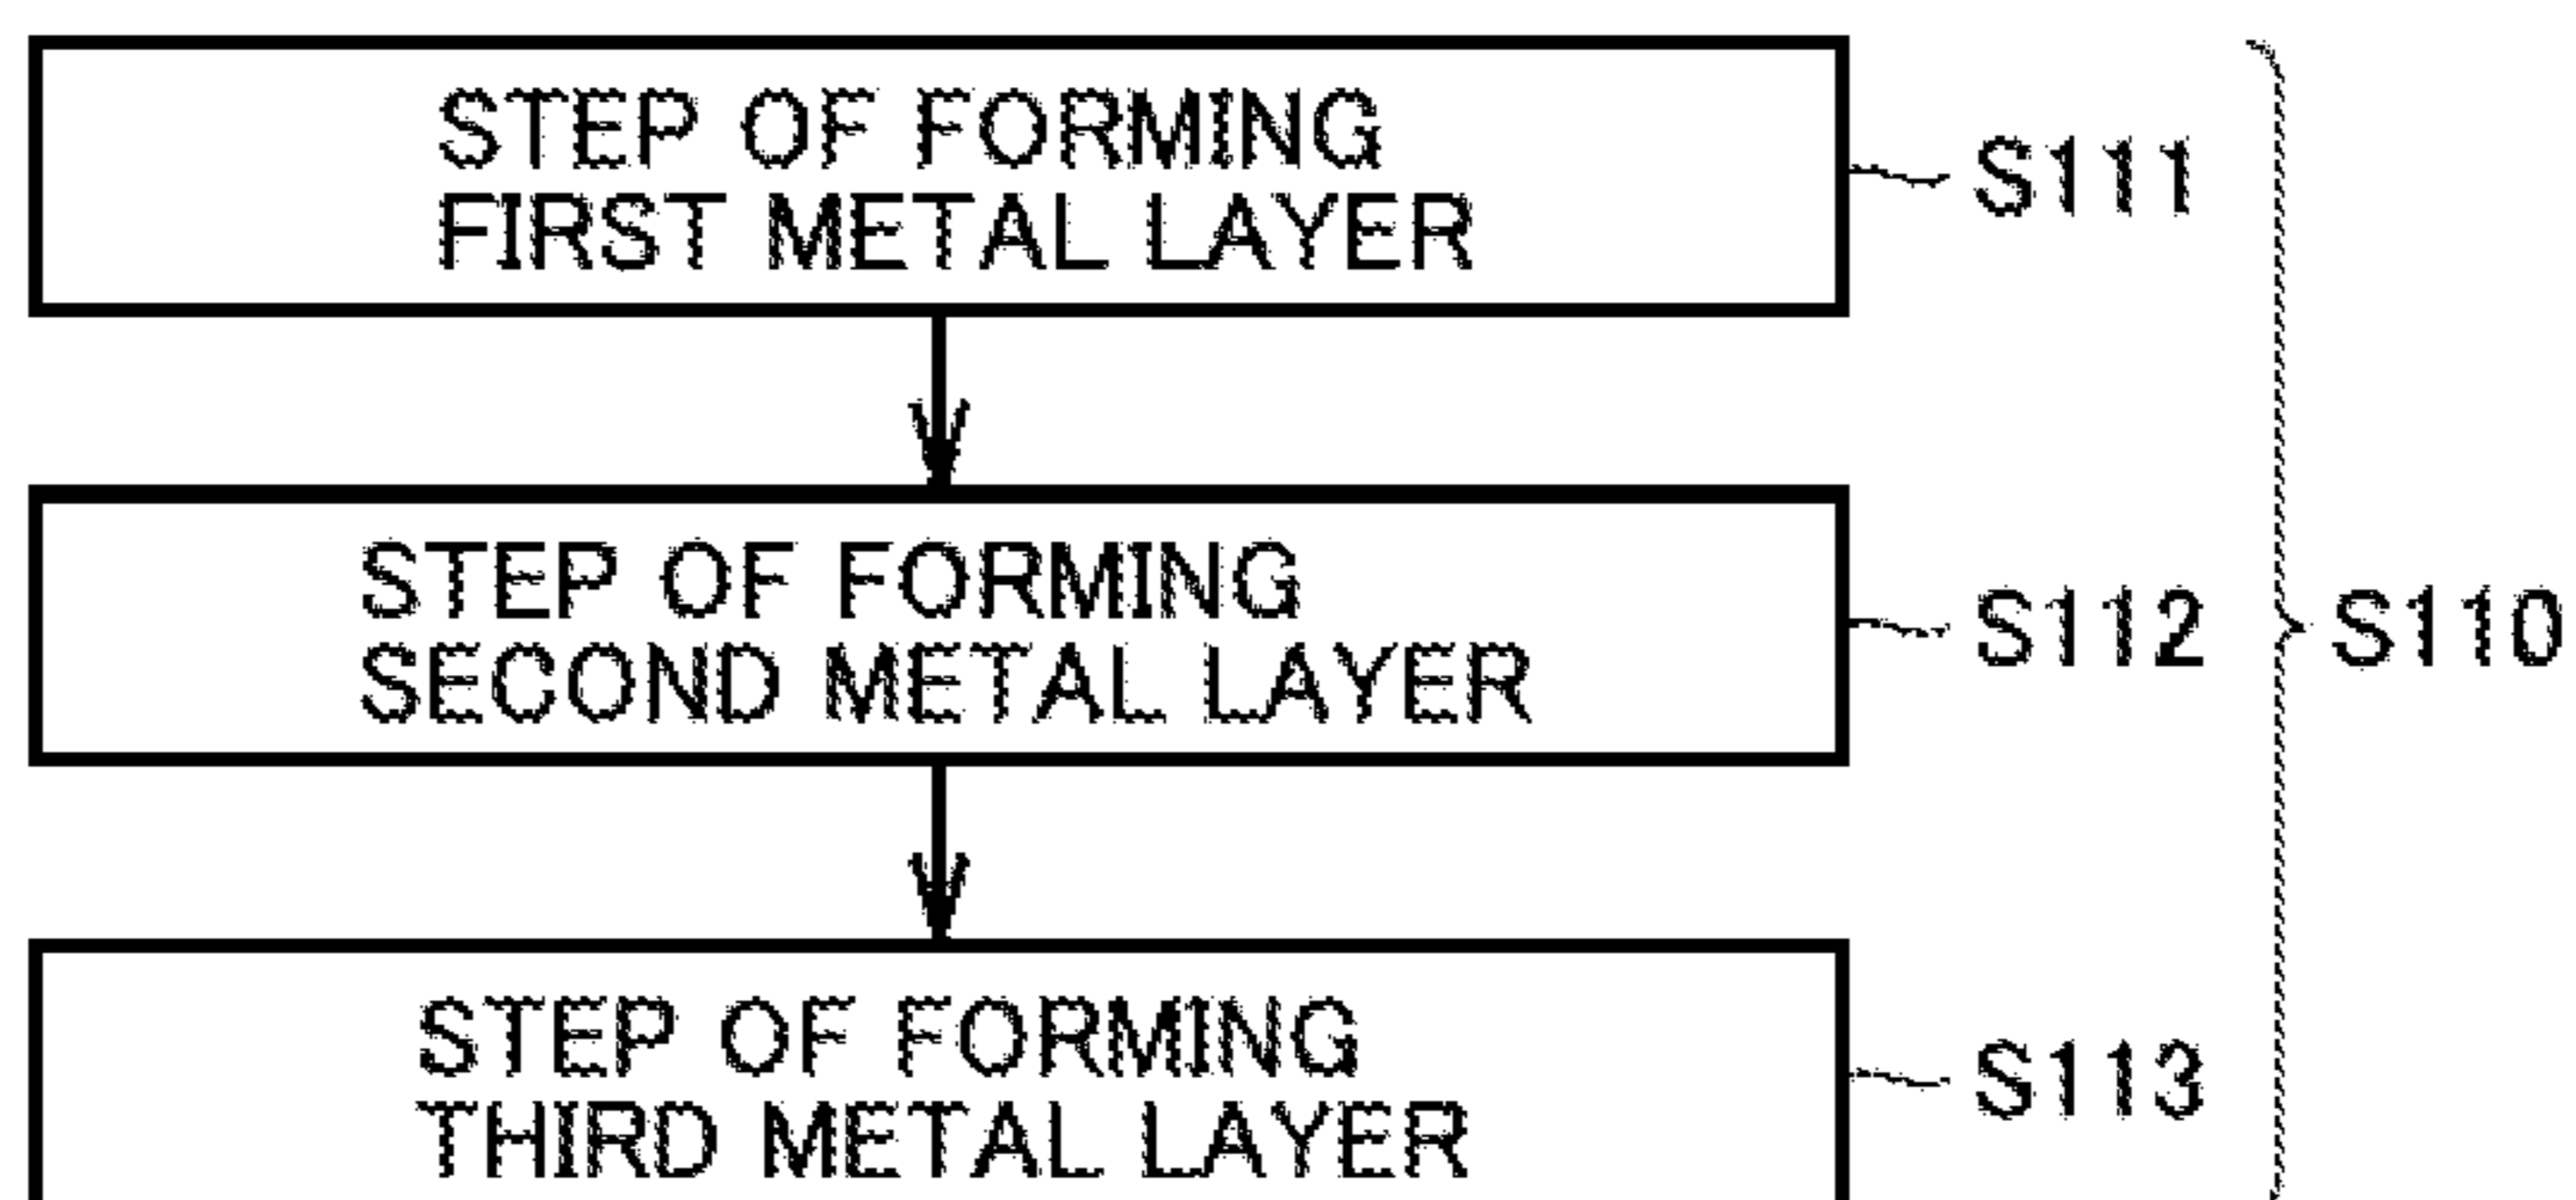 STEP OF FORMING
FIRST METAL LAYER
S111
STEP OF FORMING
SECOND METAL LAYER
S112
S110
STEP OF FORMING
THIRD METAL LAYER
S113